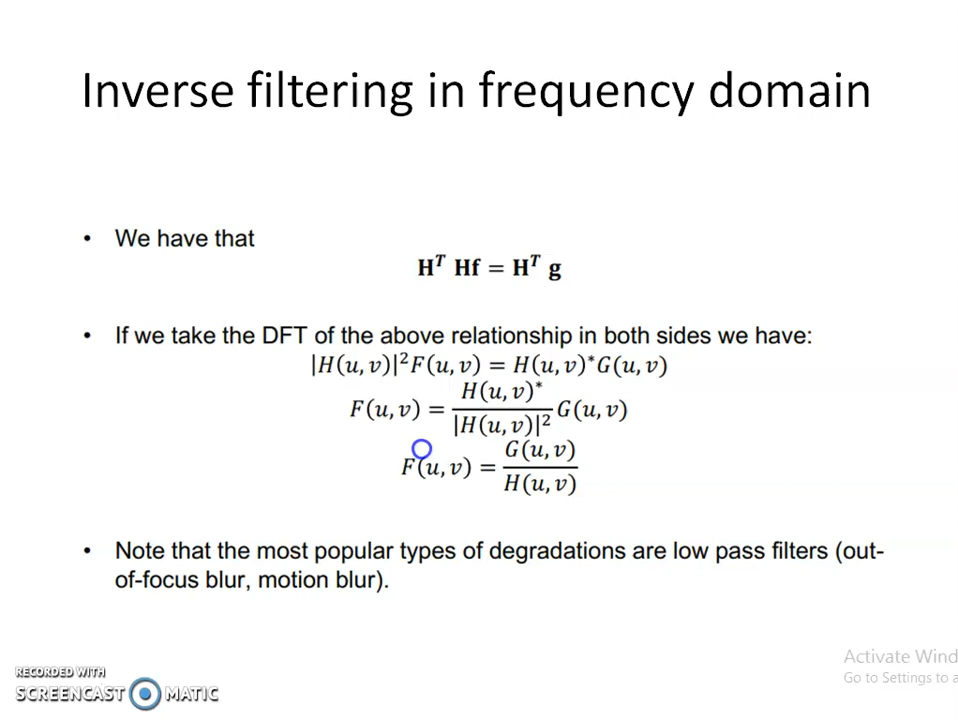 Inverse filtering in frequency domain
• We have that
𝐇ᵀ 𝐇𝐟 = 𝐇ᵀ 𝐠
• If we take the DFT of the above relationship in both sides we have:
|H(u, v)|²F(u, v) = H(u, v)*G(u, v)
F(u, v) = H(u, v)* / |H(u, v)|² G(u, v)
F(u, v) = G(u, v) / H(u, v)
• Note that the most popular types of degradations are low pass filters (out-
of-focus blur, motion blur).
Activate Wind
Go to Settings to a
RECORDED WITH
SCREENCAST MATIC